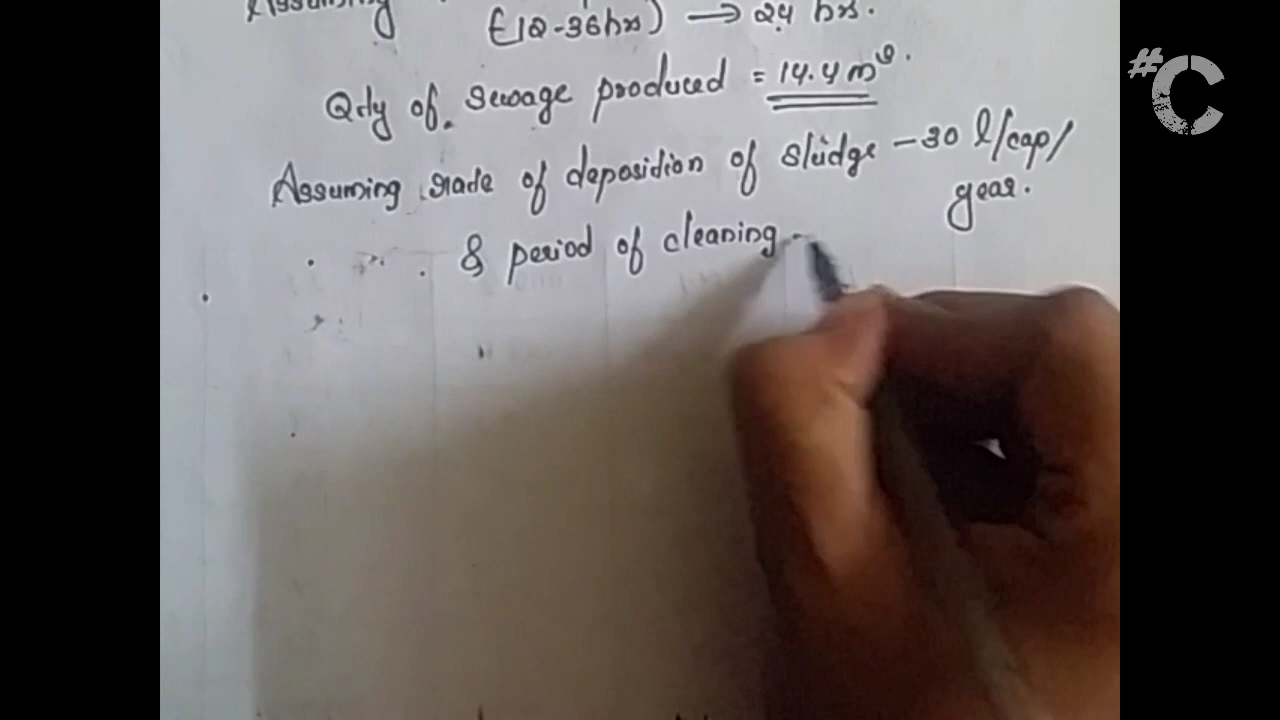 Assuming
(12-36hrs) → 24 hrs.
Qty of sewage produced = 14.4 m³.
Assuming rate of deposition of sludge - 30 l/cap/
year.
& period of cleaning -
#C